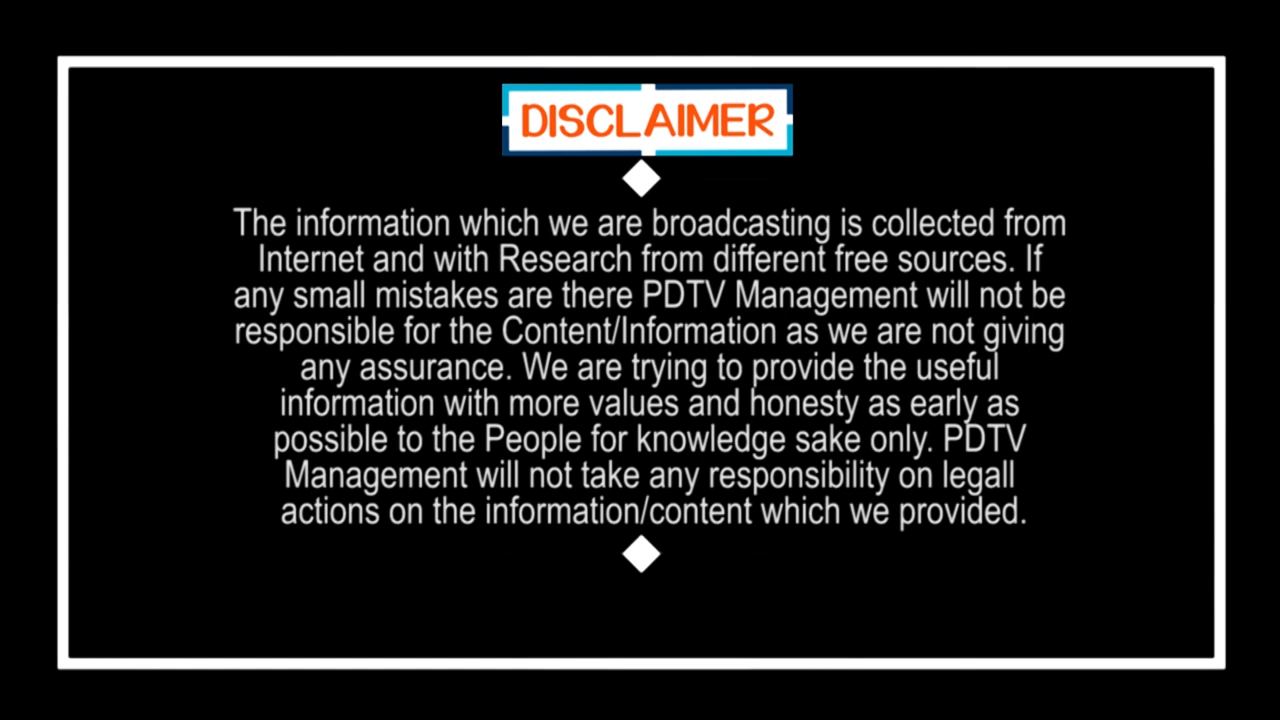 DISCLAIMER
The information which we are broadcasting is collected from
Internet and with Research from different free sources. If
any small mistakes are there PDTV Management will not be
responsible for the Content/Information as we are not giving
any assurance. We are trying to provide the useful
information with more values and honesty as early as
possible to the People for knowledge sake only. PDTV
Management will not take any responsibility on legall
actions on the information/content which we provided.